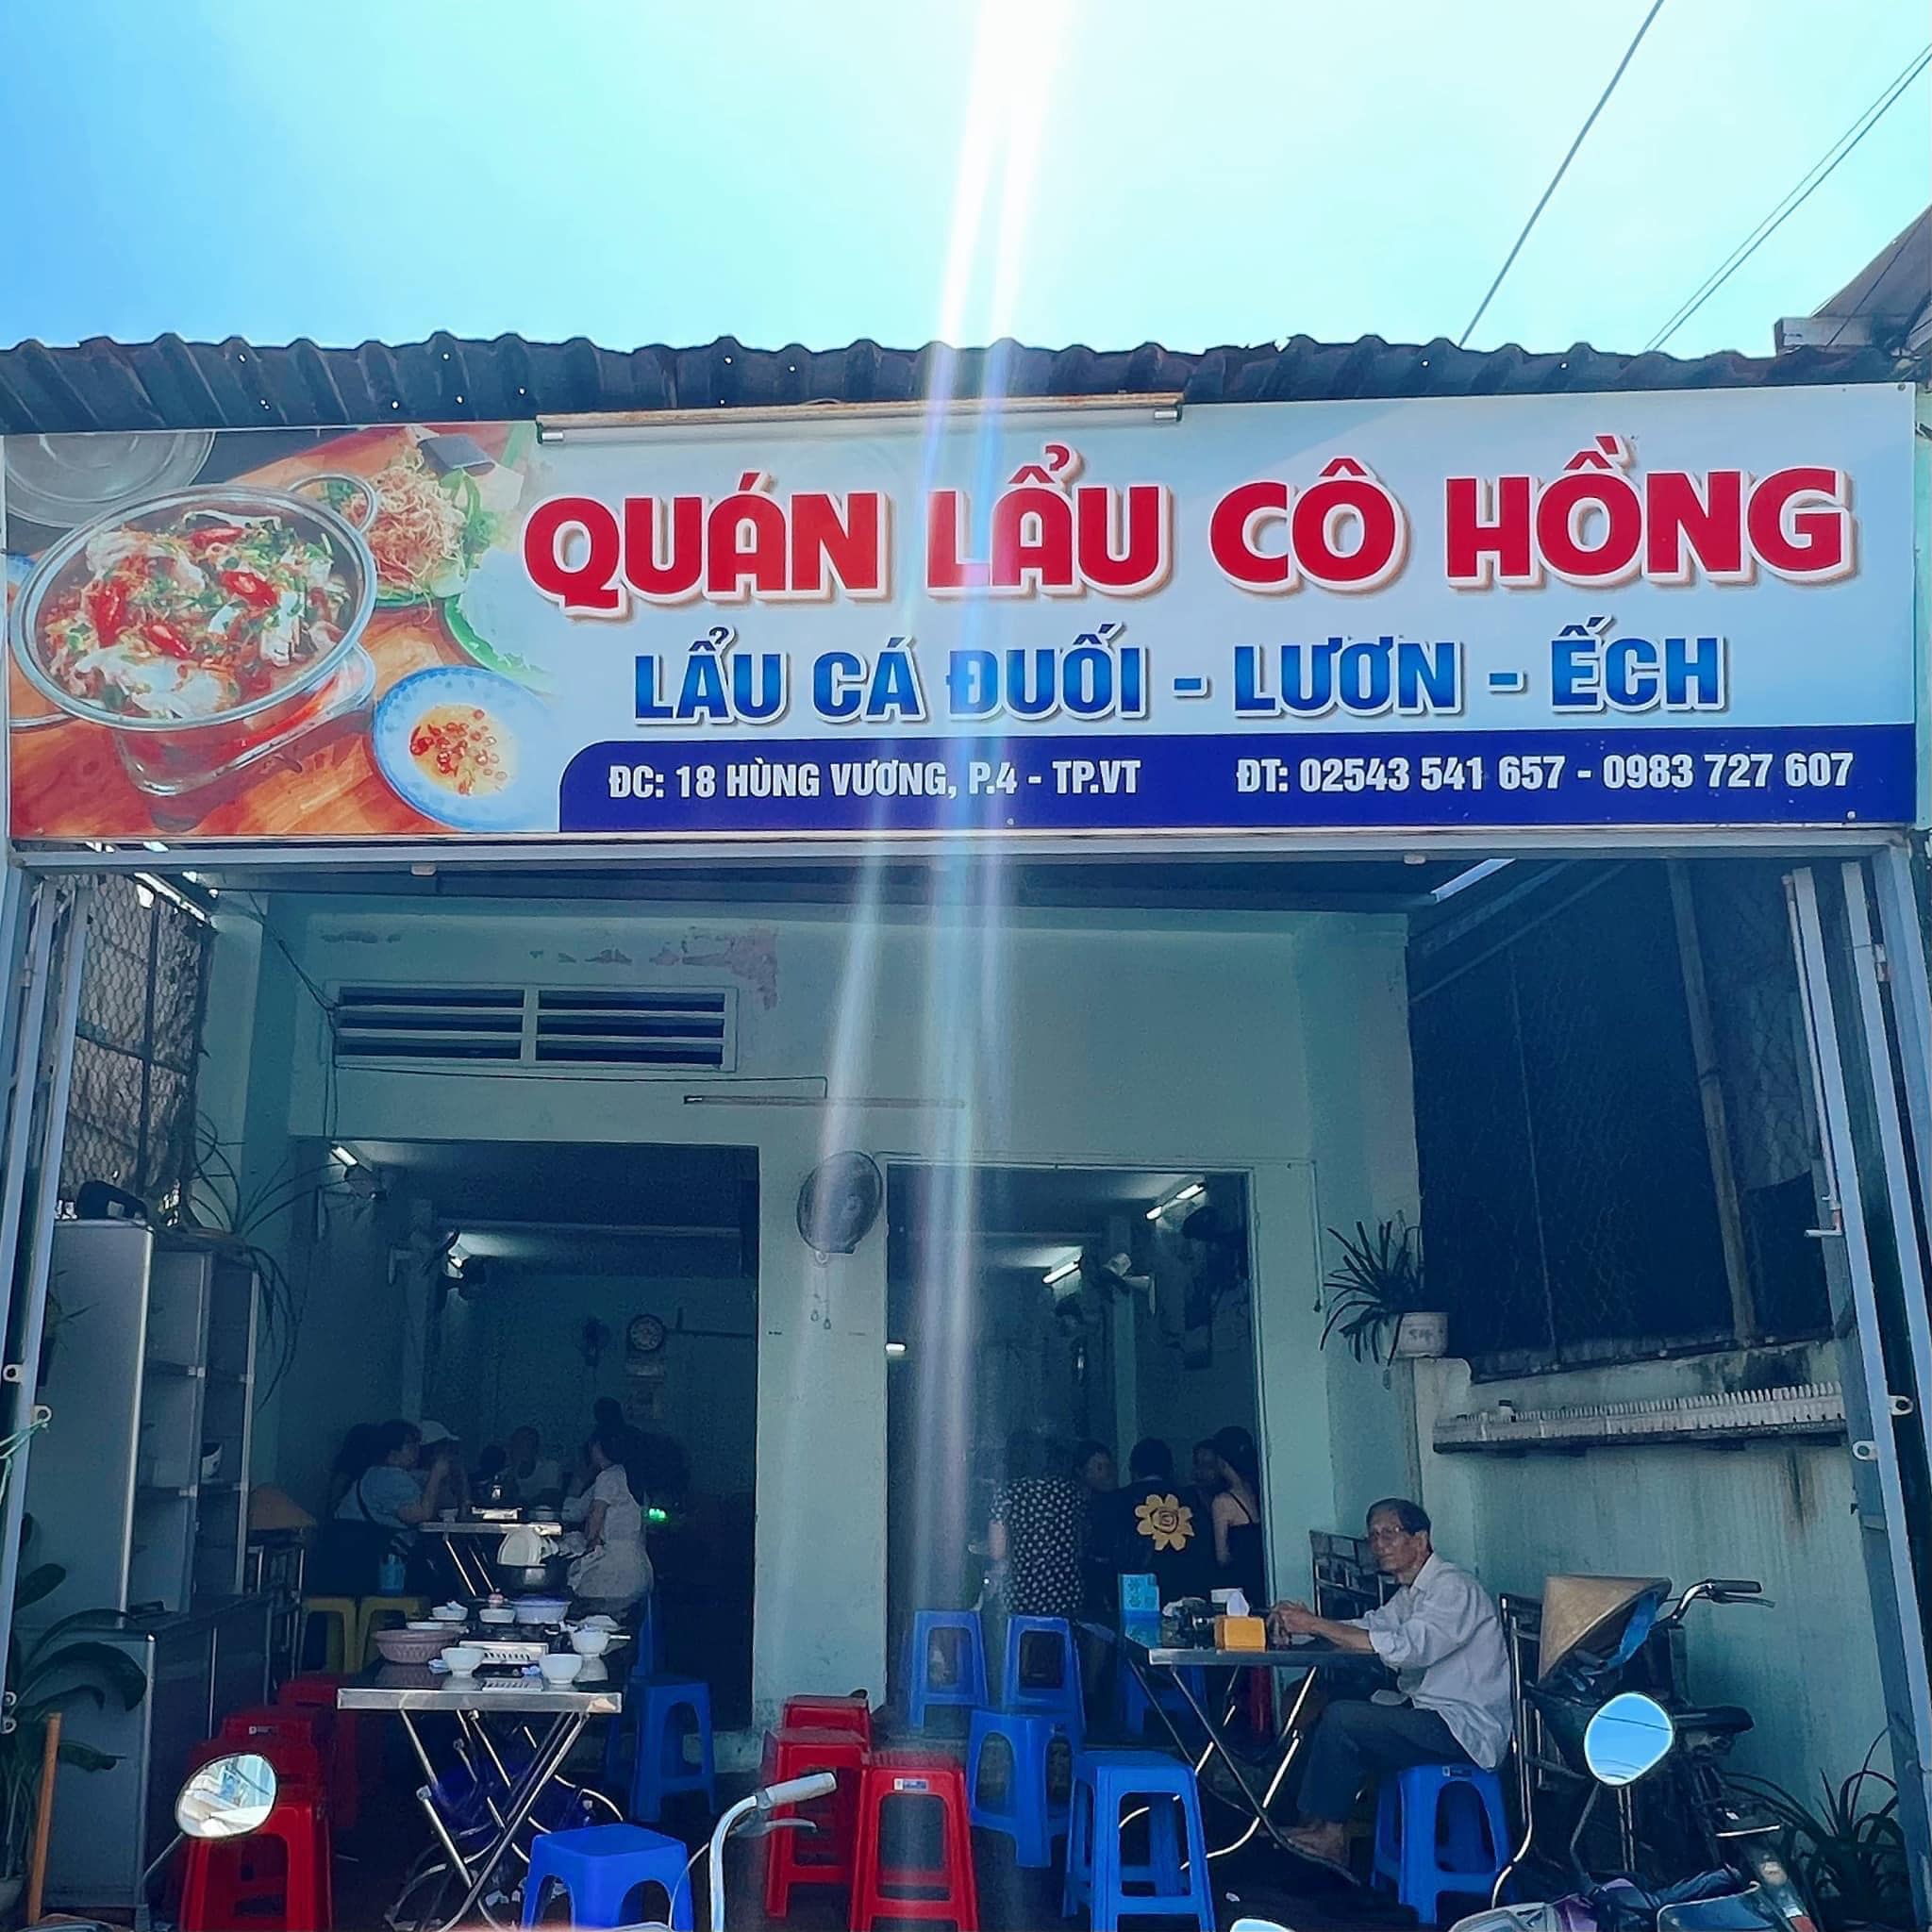 QUÁN LẨU CÔ HỒNG
LẨU CÁ ĐUỐI - LƯƠN - ẾCH
ĐC: 18 HÙNG VƯƠNG, P.4 - TP.VT ĐT: 02543 541 657 - 0983 727 607